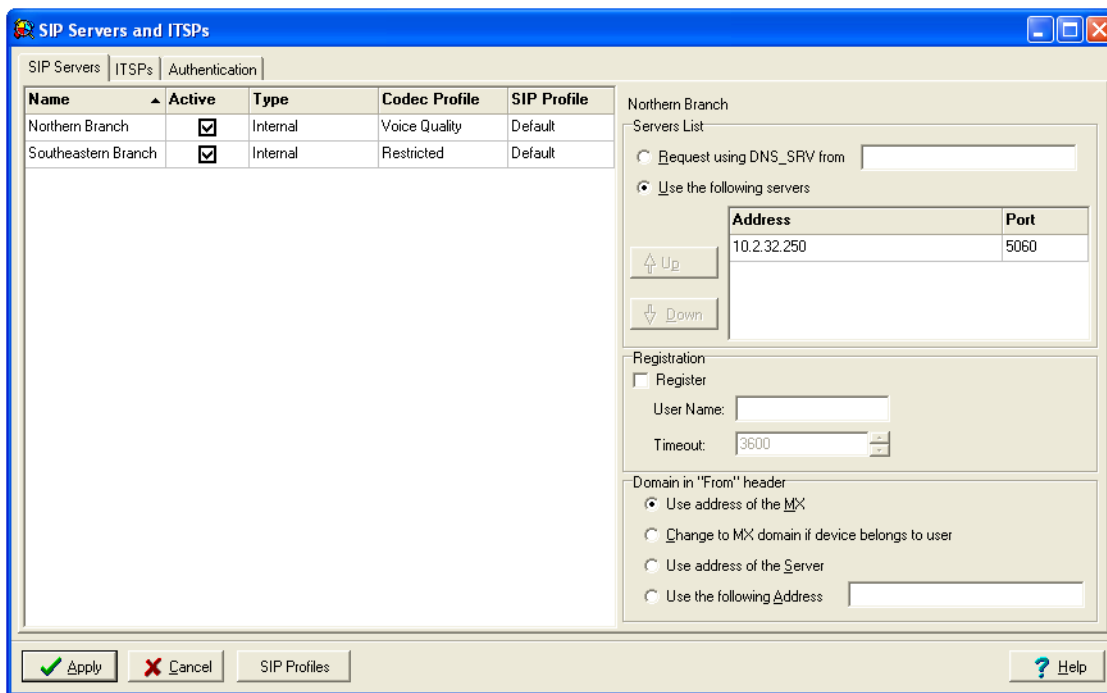 SIP Servers and ITSPs
SIP Servers ITSPs Authentication
Name Active Type Codec Profile SIP Profile
Northern Branch Internal Voice Quality Default
Southeastern Branch Internal Restricted Default
Northern Branch
Servers List
Request using DNS_SRV from
Use the following servers
Address Port
10.2.32.250 5060
Up
Down
Registration
Register
User Name:
Timeout: 3600
Domain in "From" header
Use address of the MX
Change to MX domain if device belongs to user
Use address of the Server
Use the following Address
Apply Cancel SIP Profiles Help